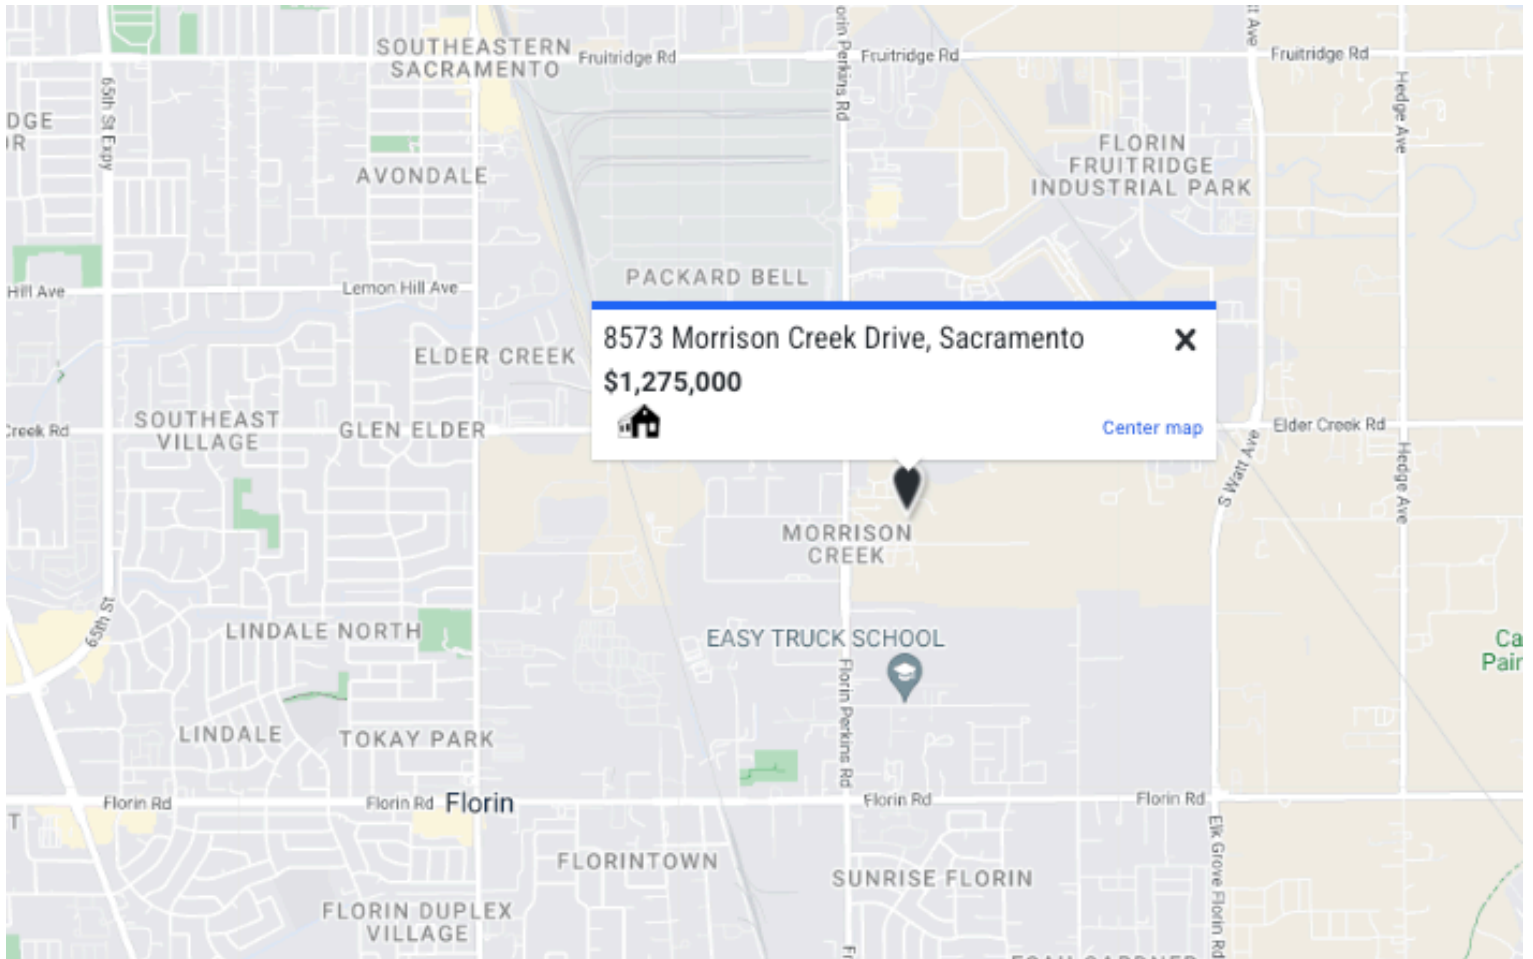 SOUTHEASTERN
SACRAMENTO
Fruitridge Rd
Fruitridge Rd
Fruitridge Rd
65th St Expy
Hedge Ave
AVONDALE
FLORIN
FRUITRIDGE
INDUSTRIAL PARK
PACKARD BELL
Hill Ave
Lemon Hill Ave
8573 Morrison Creek Drive, Sacramento
$1,275,000
Center map
ELDER CREEK
SOUTHEAST
VILLAGE
GLEN ELDER
Creek Rd
Elder Creek Rd
S Watt Ave
Hedge Ave
MORRISON
CREEK
65th St
LINDALE NORTH
EASY TRUCK SCHOOL
Florin Perkins Rd
LINDALE
TOKAY PARK
Florin Rd
Florin Rd
Florin
Florin Rd
Florin Rd
Elk Grove Florin Rd
FLORINTOWN
SUNRISE FLORIN
FLORIN DUPLEX
VILLAGE